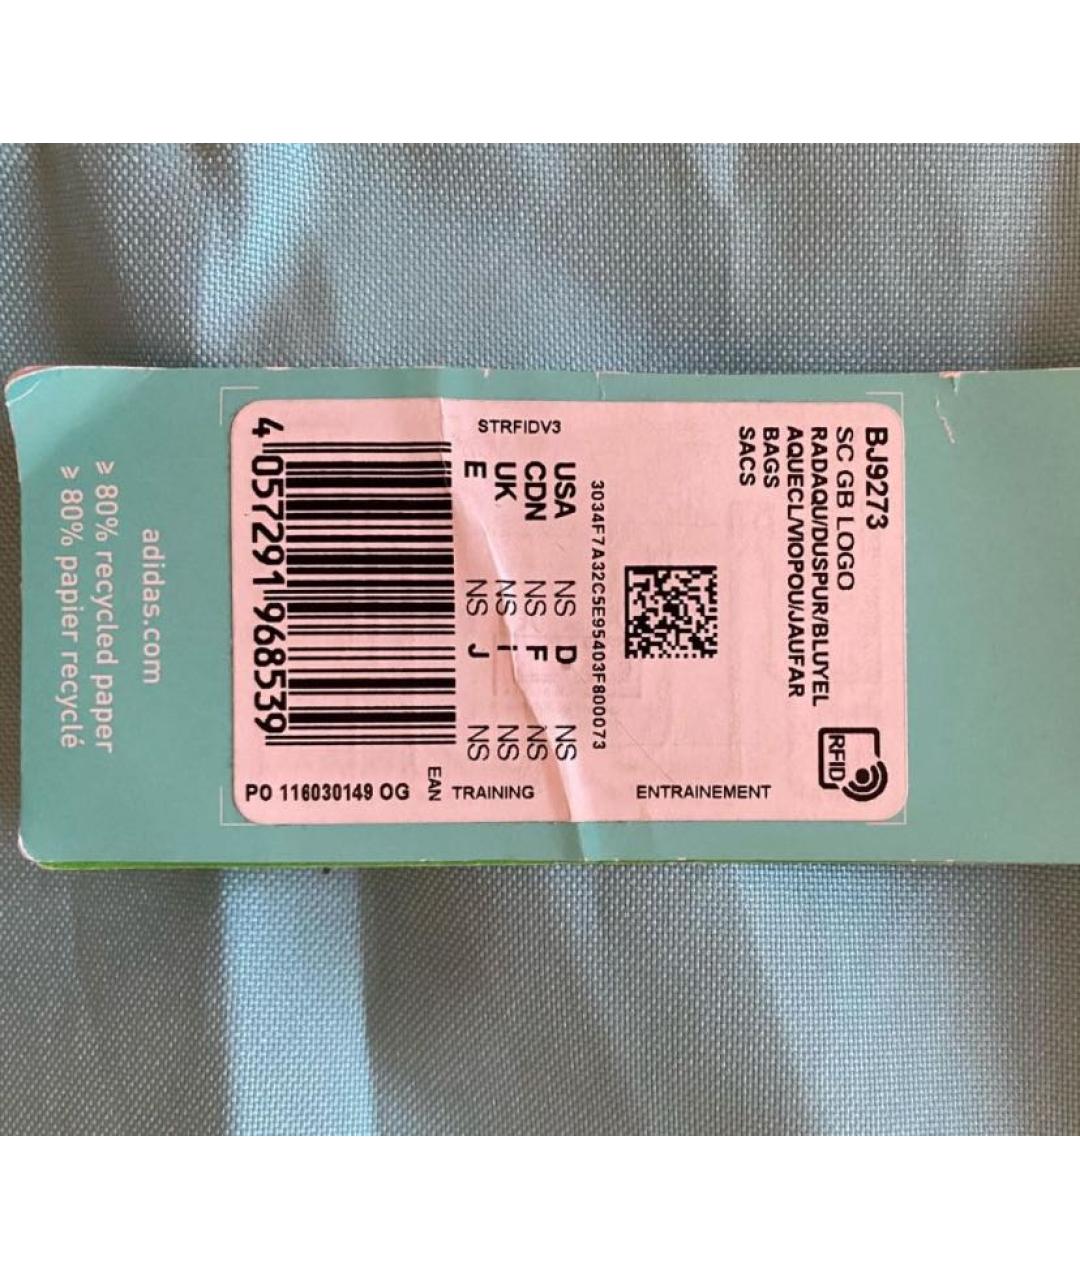 BJ9273
SC GB LOGO
RADAQU/DUSPUR/BLUYEL
AQUECL/VIOPOU/JAUFAR
BAGS
SACS
RFID
3034F7A32C5E95403F800073
USA NS D NS
CDN NS F NS
UK NS I NS
E NS J NS
STRFIDV3
ENTRAINEMENT
TRAINING
EAN
4 057291 968539
PO 116030149 OG
adidas.com
≥ 80% recycled paper
≥ 80% papier recyclé